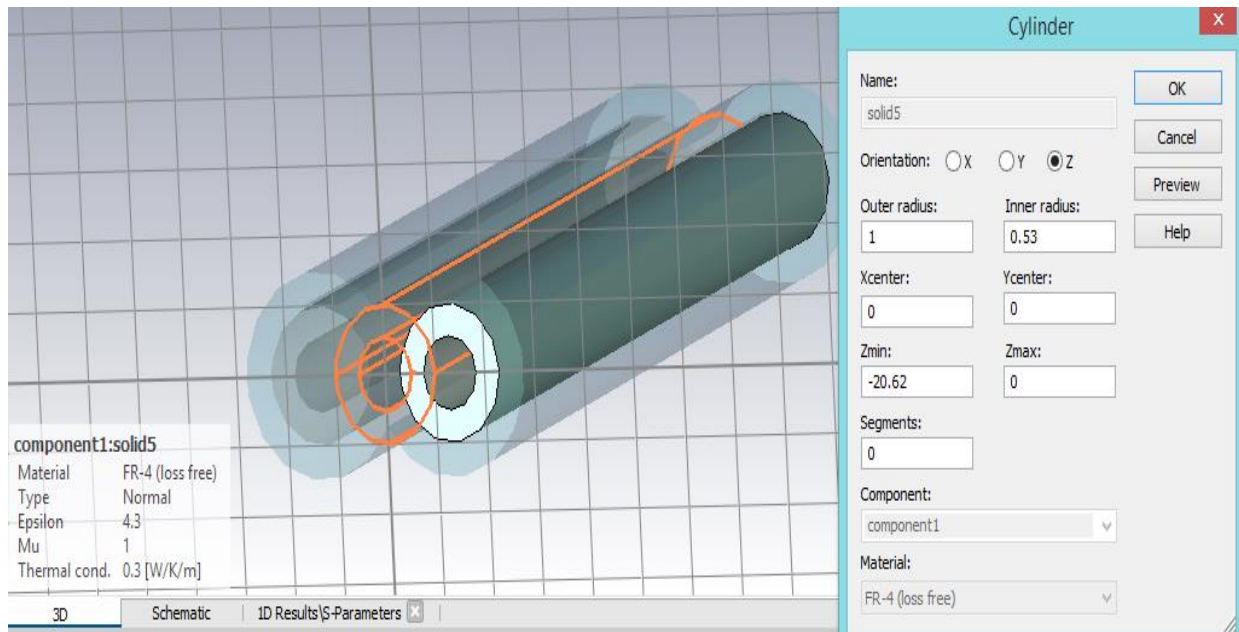 Cylinder
X
Name:
OK
solid5
Cancel
Orientation: X Y Z
Preview
Outer radius: Inner radius:
1 0.53
Help
Xcenter: Ycenter:
0 0
Zmin: Zmax:
-20.62 0
Segments:
0
Component:
component1
Material:
FR-4 (loss free)
component1:solid5
Material FR-4 (loss free)
Type Normal
Epsilon 4.3
Mu 1
Thermal cond. 0.3 [W/K/m]
3D Schematic 1D Results\S-Parameters